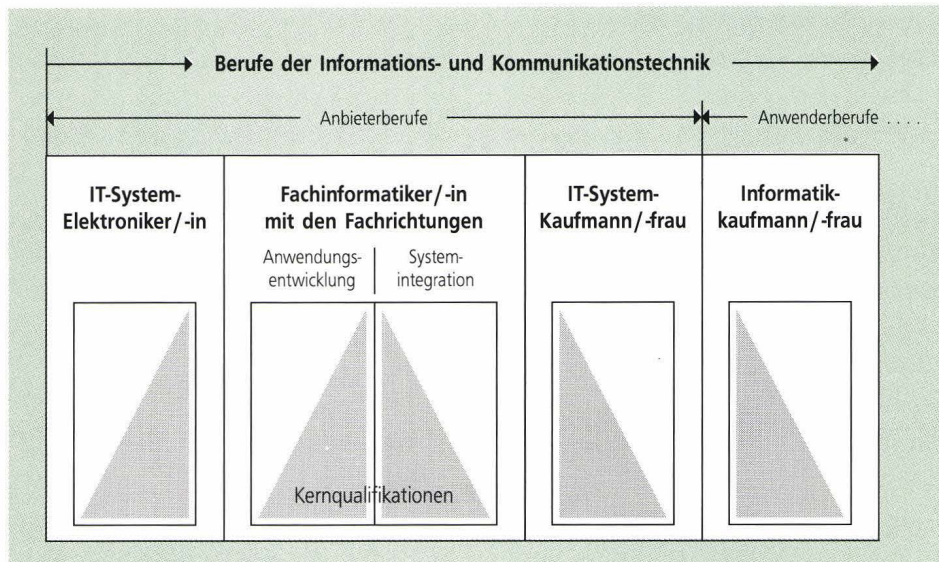 Berufe der Informations- und Kommunikationstechnik
Anbieterberufe
Anwenderberufe . . . .
IT-System-
Elektroniker/-in
Fachinformatiker/-in
mit den Fachrichtungen
Anwendungs-
entwicklung
System-
integration
IT-System-
Kaufmann/-frau
Informatik-
kaufmann/-frau
Kernqualifikationen